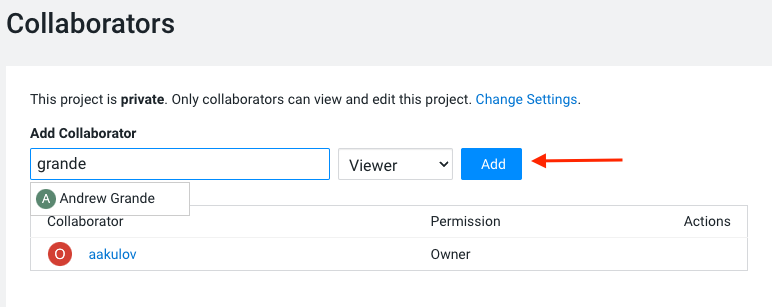 Collaborators
This project is private. Only collaborators can view and edit this project. Change Settings.
Add Collaborator
grande Viewer Add
A Andrew Grande
Collaborator Permission Actions
O aakulov Owner